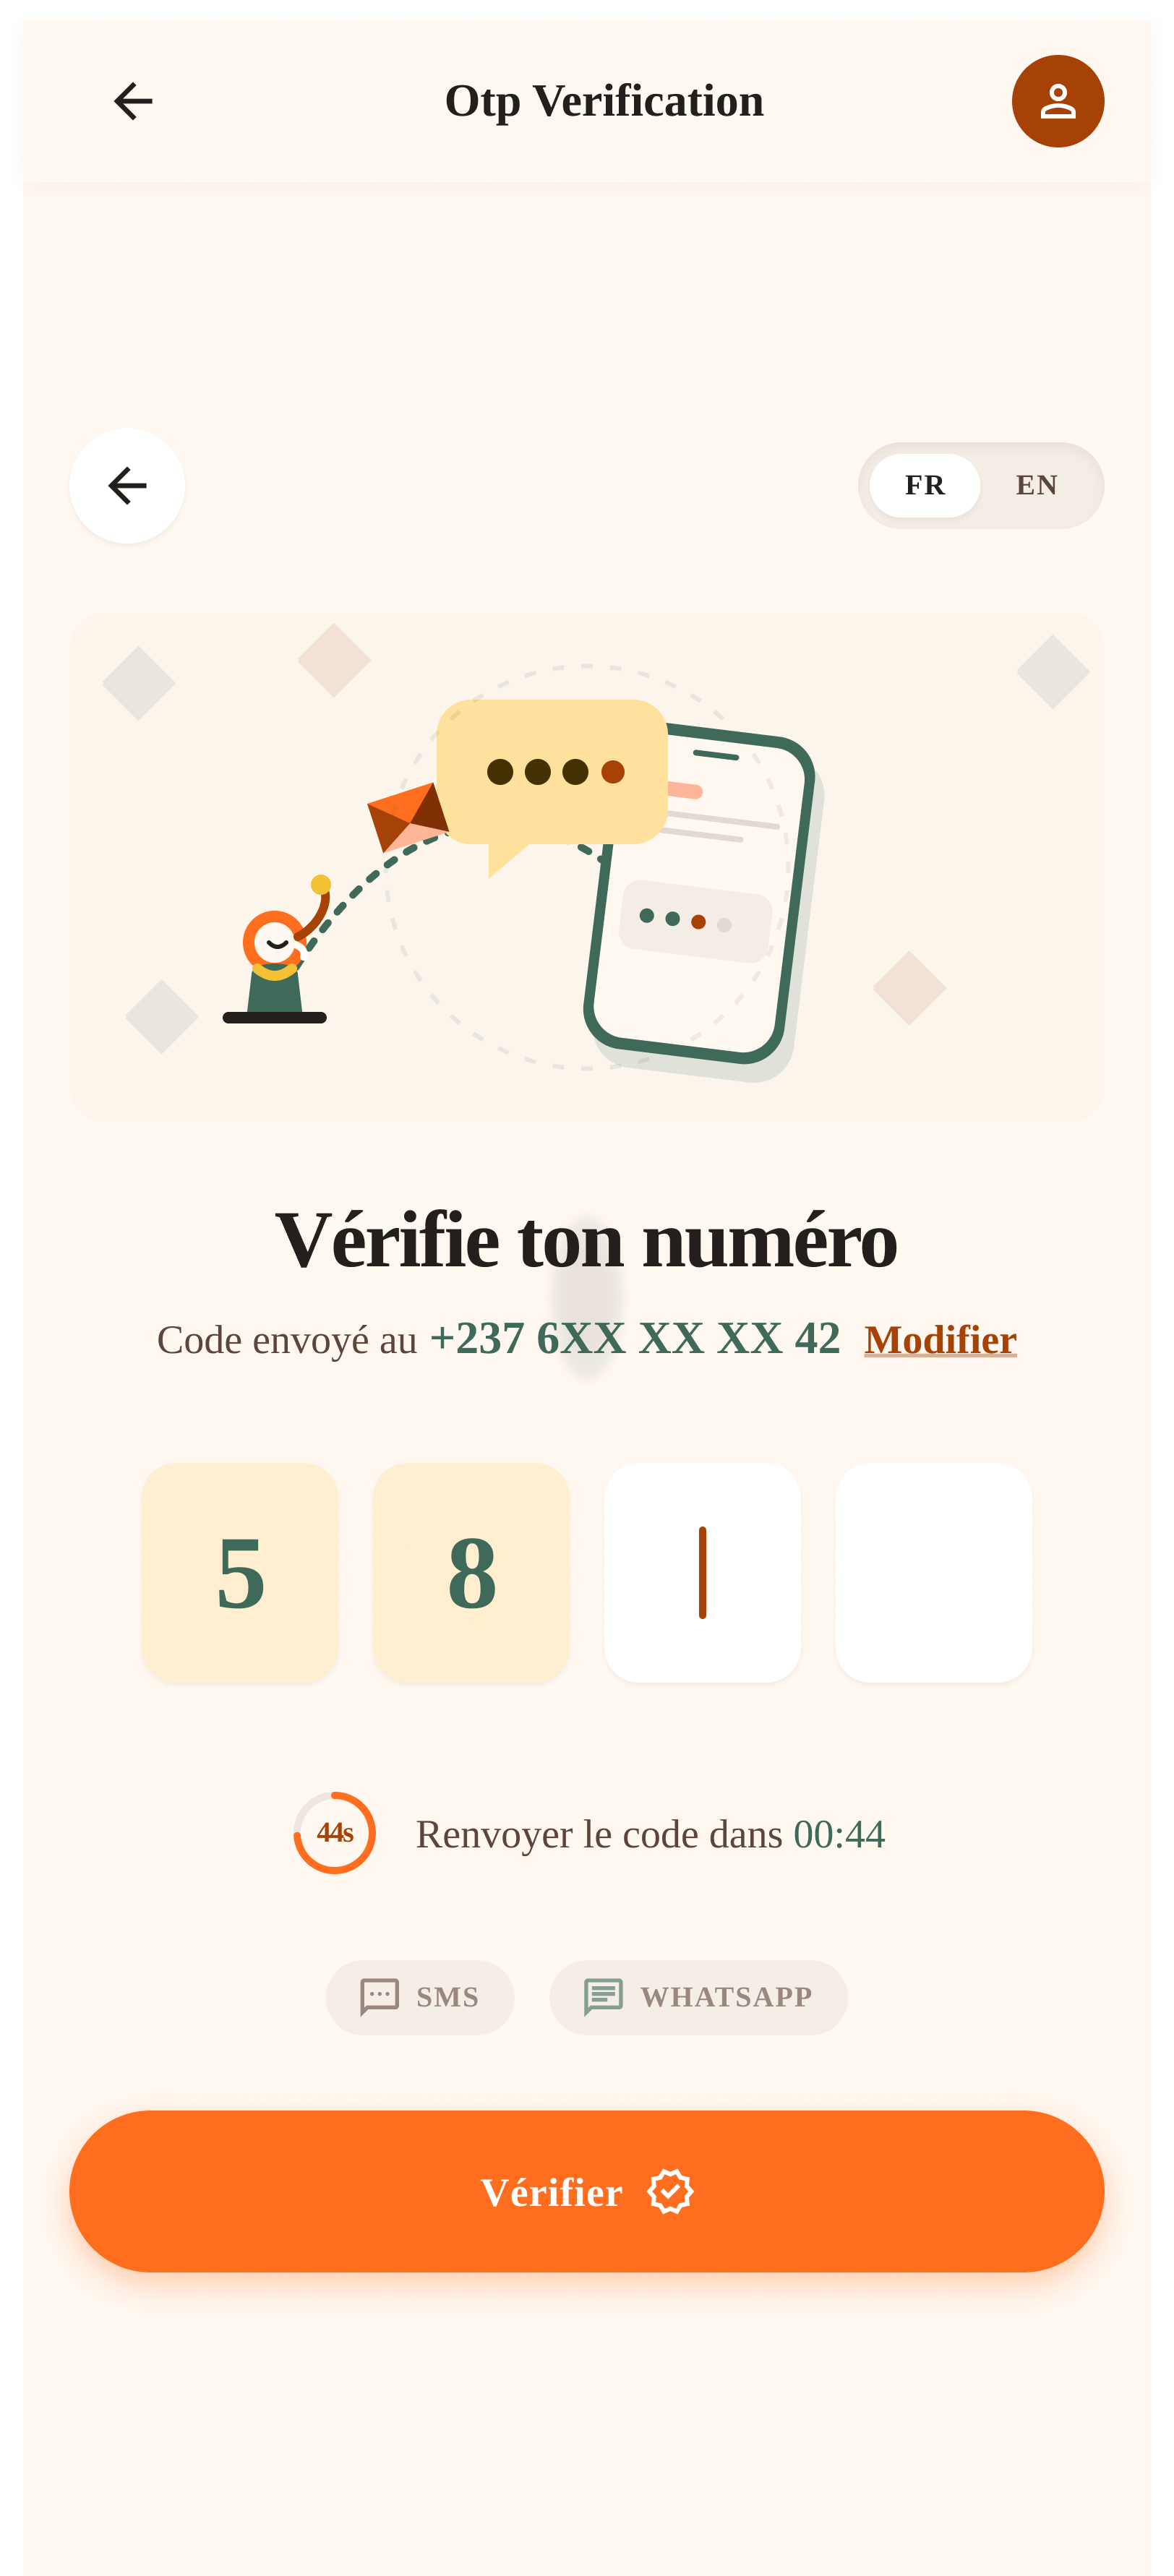 Otp Verification
FR EN
Vérifie ton numéro
Code envoyé au +237 6XX XX XX 42 Modifier
5 8
44s Renvoyer le code dans 00:44
SMS WHATSAPP
Vérifier